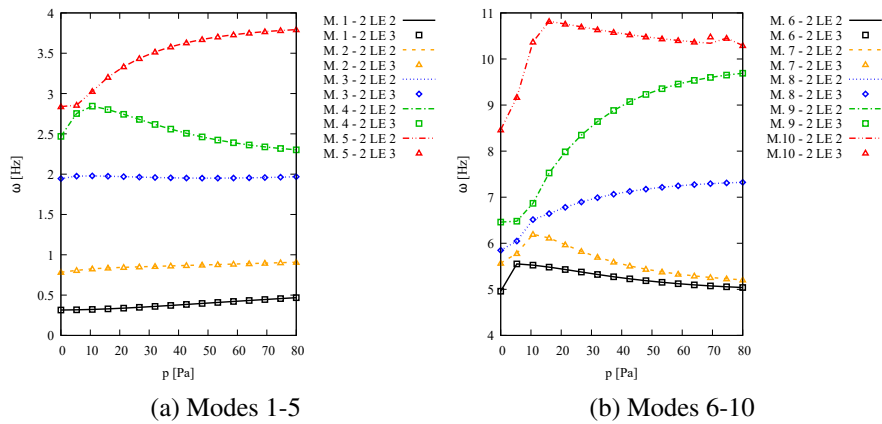 4
3.5
3
2.5
2
1.5
1
0.5
0
ω [Hz]
0 10 20 30 40 50 60 70 80
p [Pa]
M. 1 - 2 LE 2
M. 1 - 2 LE 3
M. 2 - 2 LE 2
M. 2 - 2 LE 3
M. 3 - 2 LE 2
M. 3 - 2 LE 3
M. 4 - 2 LE 2
M. 4 - 2 LE 3
M. 5 - 2 LE 2
M. 5 - 2 LE 3
(a) Modes 1-5
11
10
9
8
7
6
5
4
ω [Hz]
0 10 20 30 40 50 60 70 80
p [Pa]
M. 6 - 2 LE 2
M. 6 - 2 LE 3
M. 7 - 2 LE 2
M. 7 - 2 LE 3
M. 8 - 2 LE 2
M. 8 - 2 LE 3
M. 9 - 2 LE 2
M. 9 - 2 LE 3
M.10 - 2 LE 2
M.10 - 2 LE 3
(b) Modes 6-10